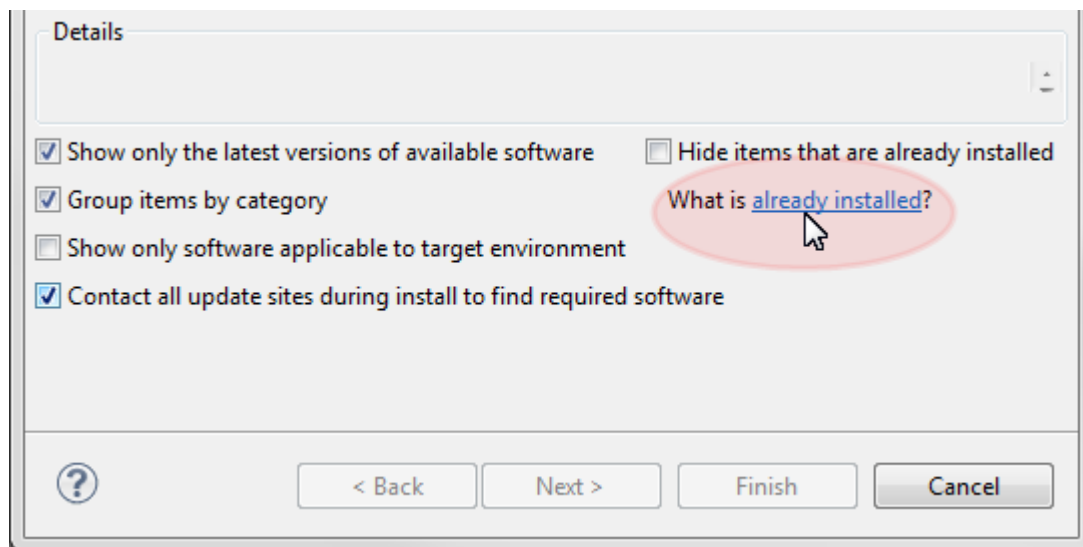 Details
Show only the latest versions of available software
Hide items that are already installed
Group items by category
What is already installed?
Show only software applicable to target environment
Contact all update sites during install to find required software
?
< Back
Next >
Finish
Cancel